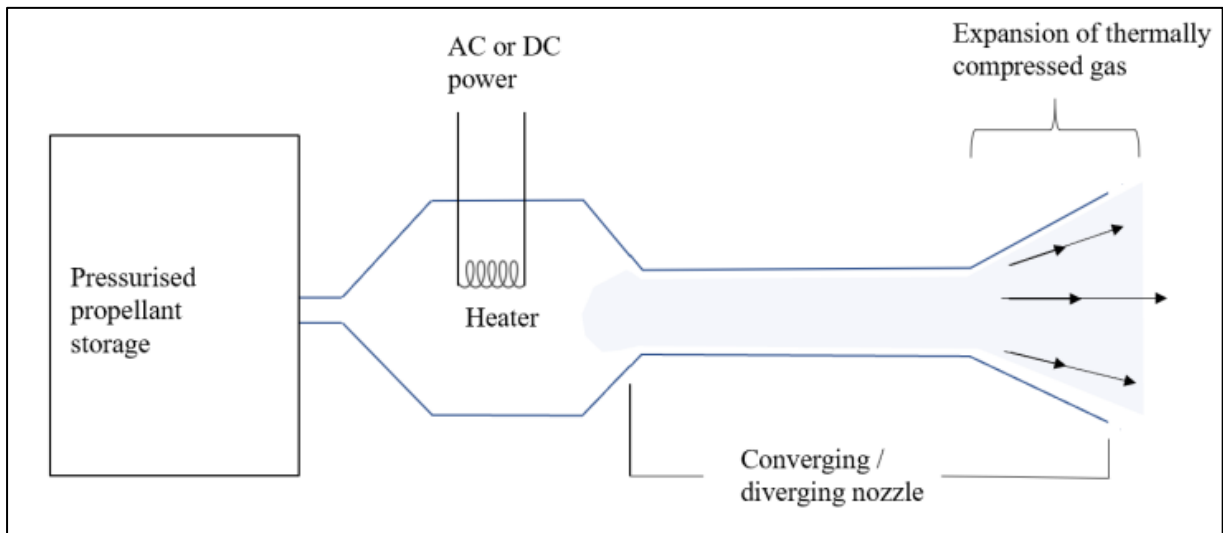 AC or DC
power
Expansion of thermally
compressed gas
Pressurised
propellant
storage
Heater
Converging /
diverging nozzle